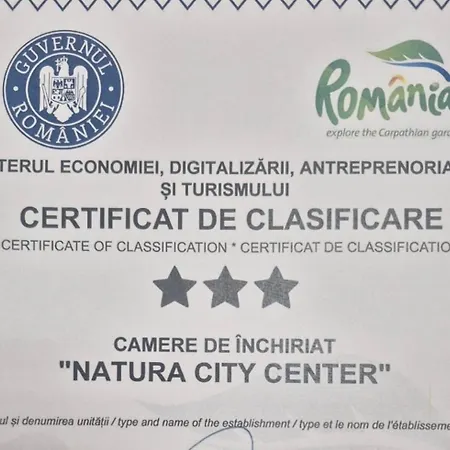 GUVERNUL ROMÂNIEI
România
explore the Carpathian gar
TERUL ECONOMIEI, DIGITALIZĂRII, ANTREPRENORIA
ȘI TURISMULUI
CERTIFICAT DE CLASIFICARE
CERTIFICATE OF CLASSIFICATION * CERTIFICAT DE CLASSIFICATIO
CAMERE DE ÎNCHIRIAT
"NATURA CITY CENTER"
ul și denumirea unității / type and name of the establishment / type et le nom de l'établisseme